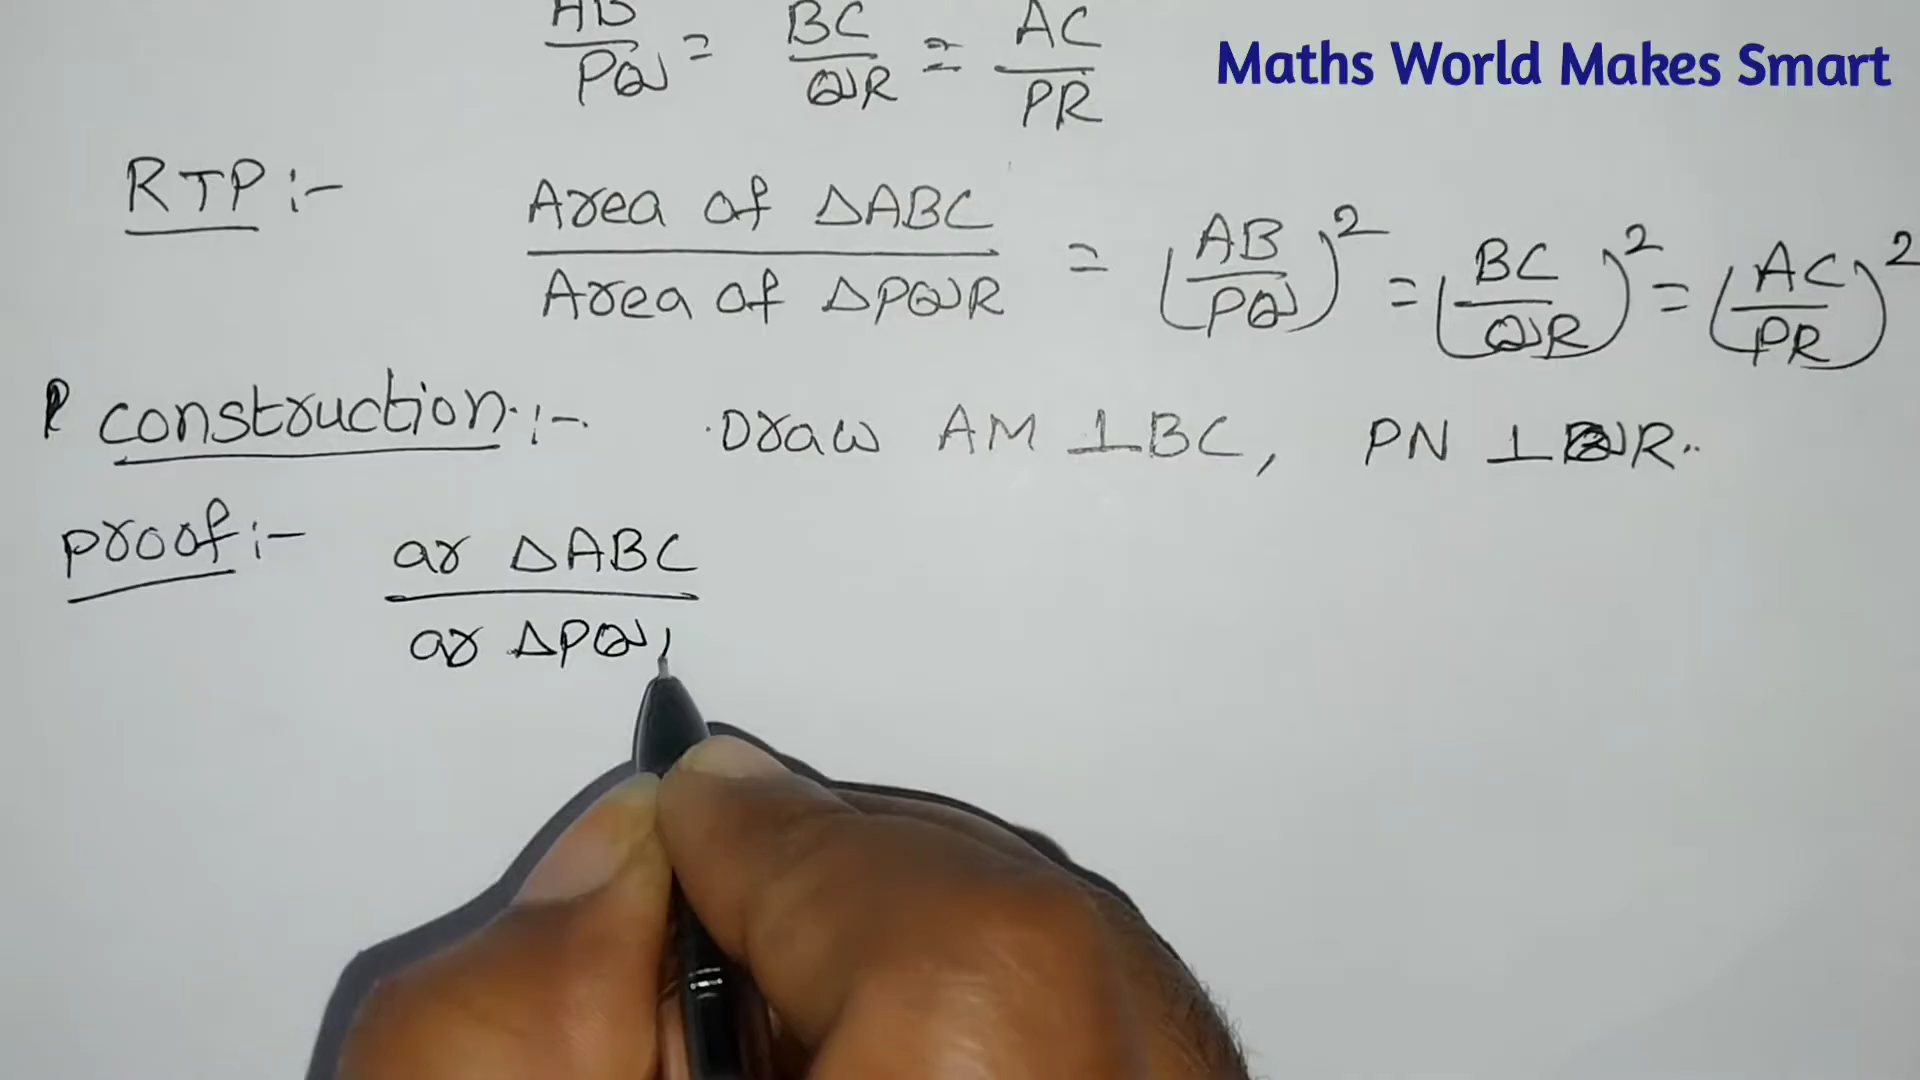 AB/PQ = BC/QR = AC/PR
Maths World Makes Smart
RTP :- Area of ΔABC / Area of ΔPQR = (AB/PQ)² = (BC/QR)² = (AC/PR)²
construction :- Draw AM ⊥ BC, PN ⊥ QR.
proof :- ar ΔABC / ar ΔPQ